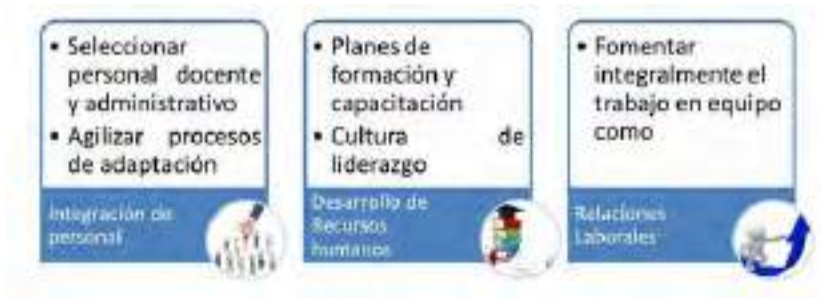 • Seleccionar
personal docente
y administrativo
• Agilizar procesos
de adaptación
Integración de
personal
• Planes de
formación y
capacitación
• Cultura de
liderazgo
Desarrollo de
Recursos
humanos
• Fomentar
integralmente el
trabajo en equipo
como
Relaciones
Laborales